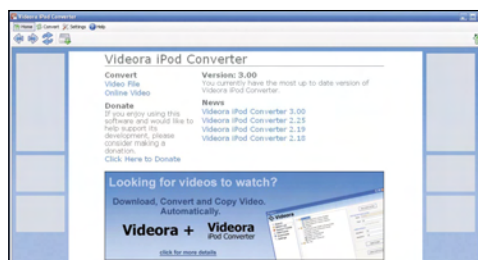 Videora iPod Converter
Home Convert Settings Help
Videora iPod Converter
Convert
Video File
Online Video
Donate
If you enjoy using this
software and would like to
help support its
development, please
consider making a
donation.
Click Here to Donate
Version: 3.00
You currently have the most up to date version of
Videora iPod Converter.
News
Videora iPod Converter 3.00
Videora iPod Converter 2.25
Videora iPod Converter 2.19
Videora iPod Converter 2.18
Looking for videos to watch?
Download, Convert and Copy Video.
Automatically.
Videora + Videora
iPod Converter
click for more details
Videora